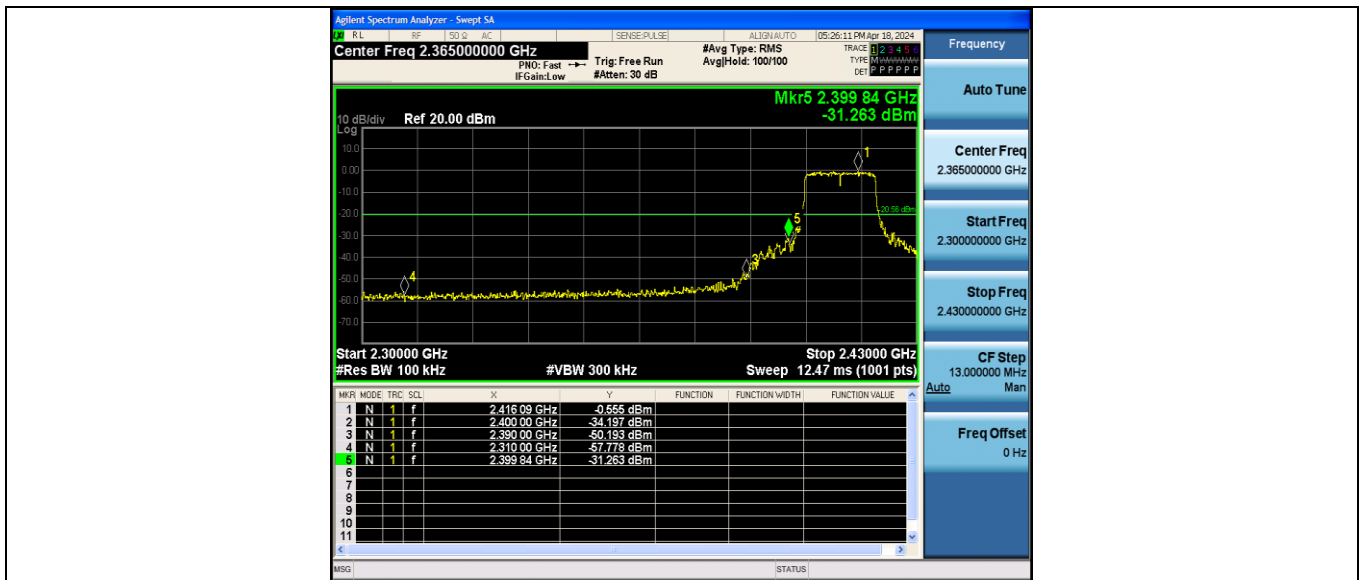 Agilent Spectrum Analyzer - Swept SA
RL RF 50 Ω AC SENSE:PULSE ALIGNAUTO 05:26:11 PM Apr 18, 2024
Center Freq 2.365000000 GHz
PNO: Fast
IFGain:Low
Trig: Free Run
#Atten: 30 dB
#Avg Type: RMS
Avg|Hold: 100/100
TRACE 1 2 3 4 5 6
TYPE M
DET P P P P P P
Mkr5 2.399 84 GHz
-31.263 dBm
10 dB/div Ref 20.00 dBm
Log
10.0
0.00
-10.0
-20.0
-30.0
-40.0
-50.0
-60.0
-70.0
1
-20.56 dBm
5
3
4
Start 2.30000 GHz Stop 2.43000 GHz
#Res BW 100 kHz #VBW 300 kHz Sweep 12.47 ms (1001 pts)
MKR MODE TRC SCL X Y FUNCTION FUNCTION WIDTH FUNCTION VALUE
1 N 1 f 2.416 09 GHz -0.555 dBm
2 N 1 f 2.400 00 GHz -34.197 dBm
3 N 1 f 2.390 00 GHz -50.193 dBm
4 N 1 f 2.310 00 GHz -57.778 dBm
5 N 1 f 2.399 84 GHz -31.263 dBm
6
7
8
9
10
11
MSG STATUS
Frequency
Auto Tune
Center Freq
2.365000000 GHz
Start Freq
2.300000000 GHz
Stop Freq
2.430000000 GHz
CF Step
13.000000 MHz
Auto Man
Freq Offset
0 Hz